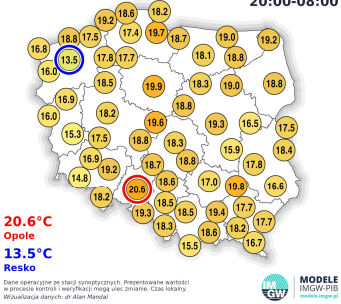 20:00-08:00
18.6 18.2
19.2
18.8 17.5 17.4 19.7 18.7 19.0 19.2
16.8
13.5 17.8 17.7 18.1 18.8
16.0
18.5 19.9 18.3 19.0 18.8
16.9
18.2 18.8
16.0 19.6 19.3 16.5 17.5
15.3 17.5 18.8 18.3
15.9 18.4
16.9 18.7 18.8 17.8
19.2
14.8 18.6 17.0 19.8 16.6
20.6
18.2 18.5 17.7
19.3 18.5 19.4 17.7
18.3 18.6 18.2
15.5 16.7
20.6°C
Opole
13.5°C
Resko
Dane operacyjne ze stacji synoptycznych. Prezentowane wartości
w procesie kontroli i weryfikacji mogą ulec zmianie. Czas lokalny.
Wizualizacja danych: dr Alan Mandal
IM
GW
MODELE
IMGW-PIB
modele.imgw.pl